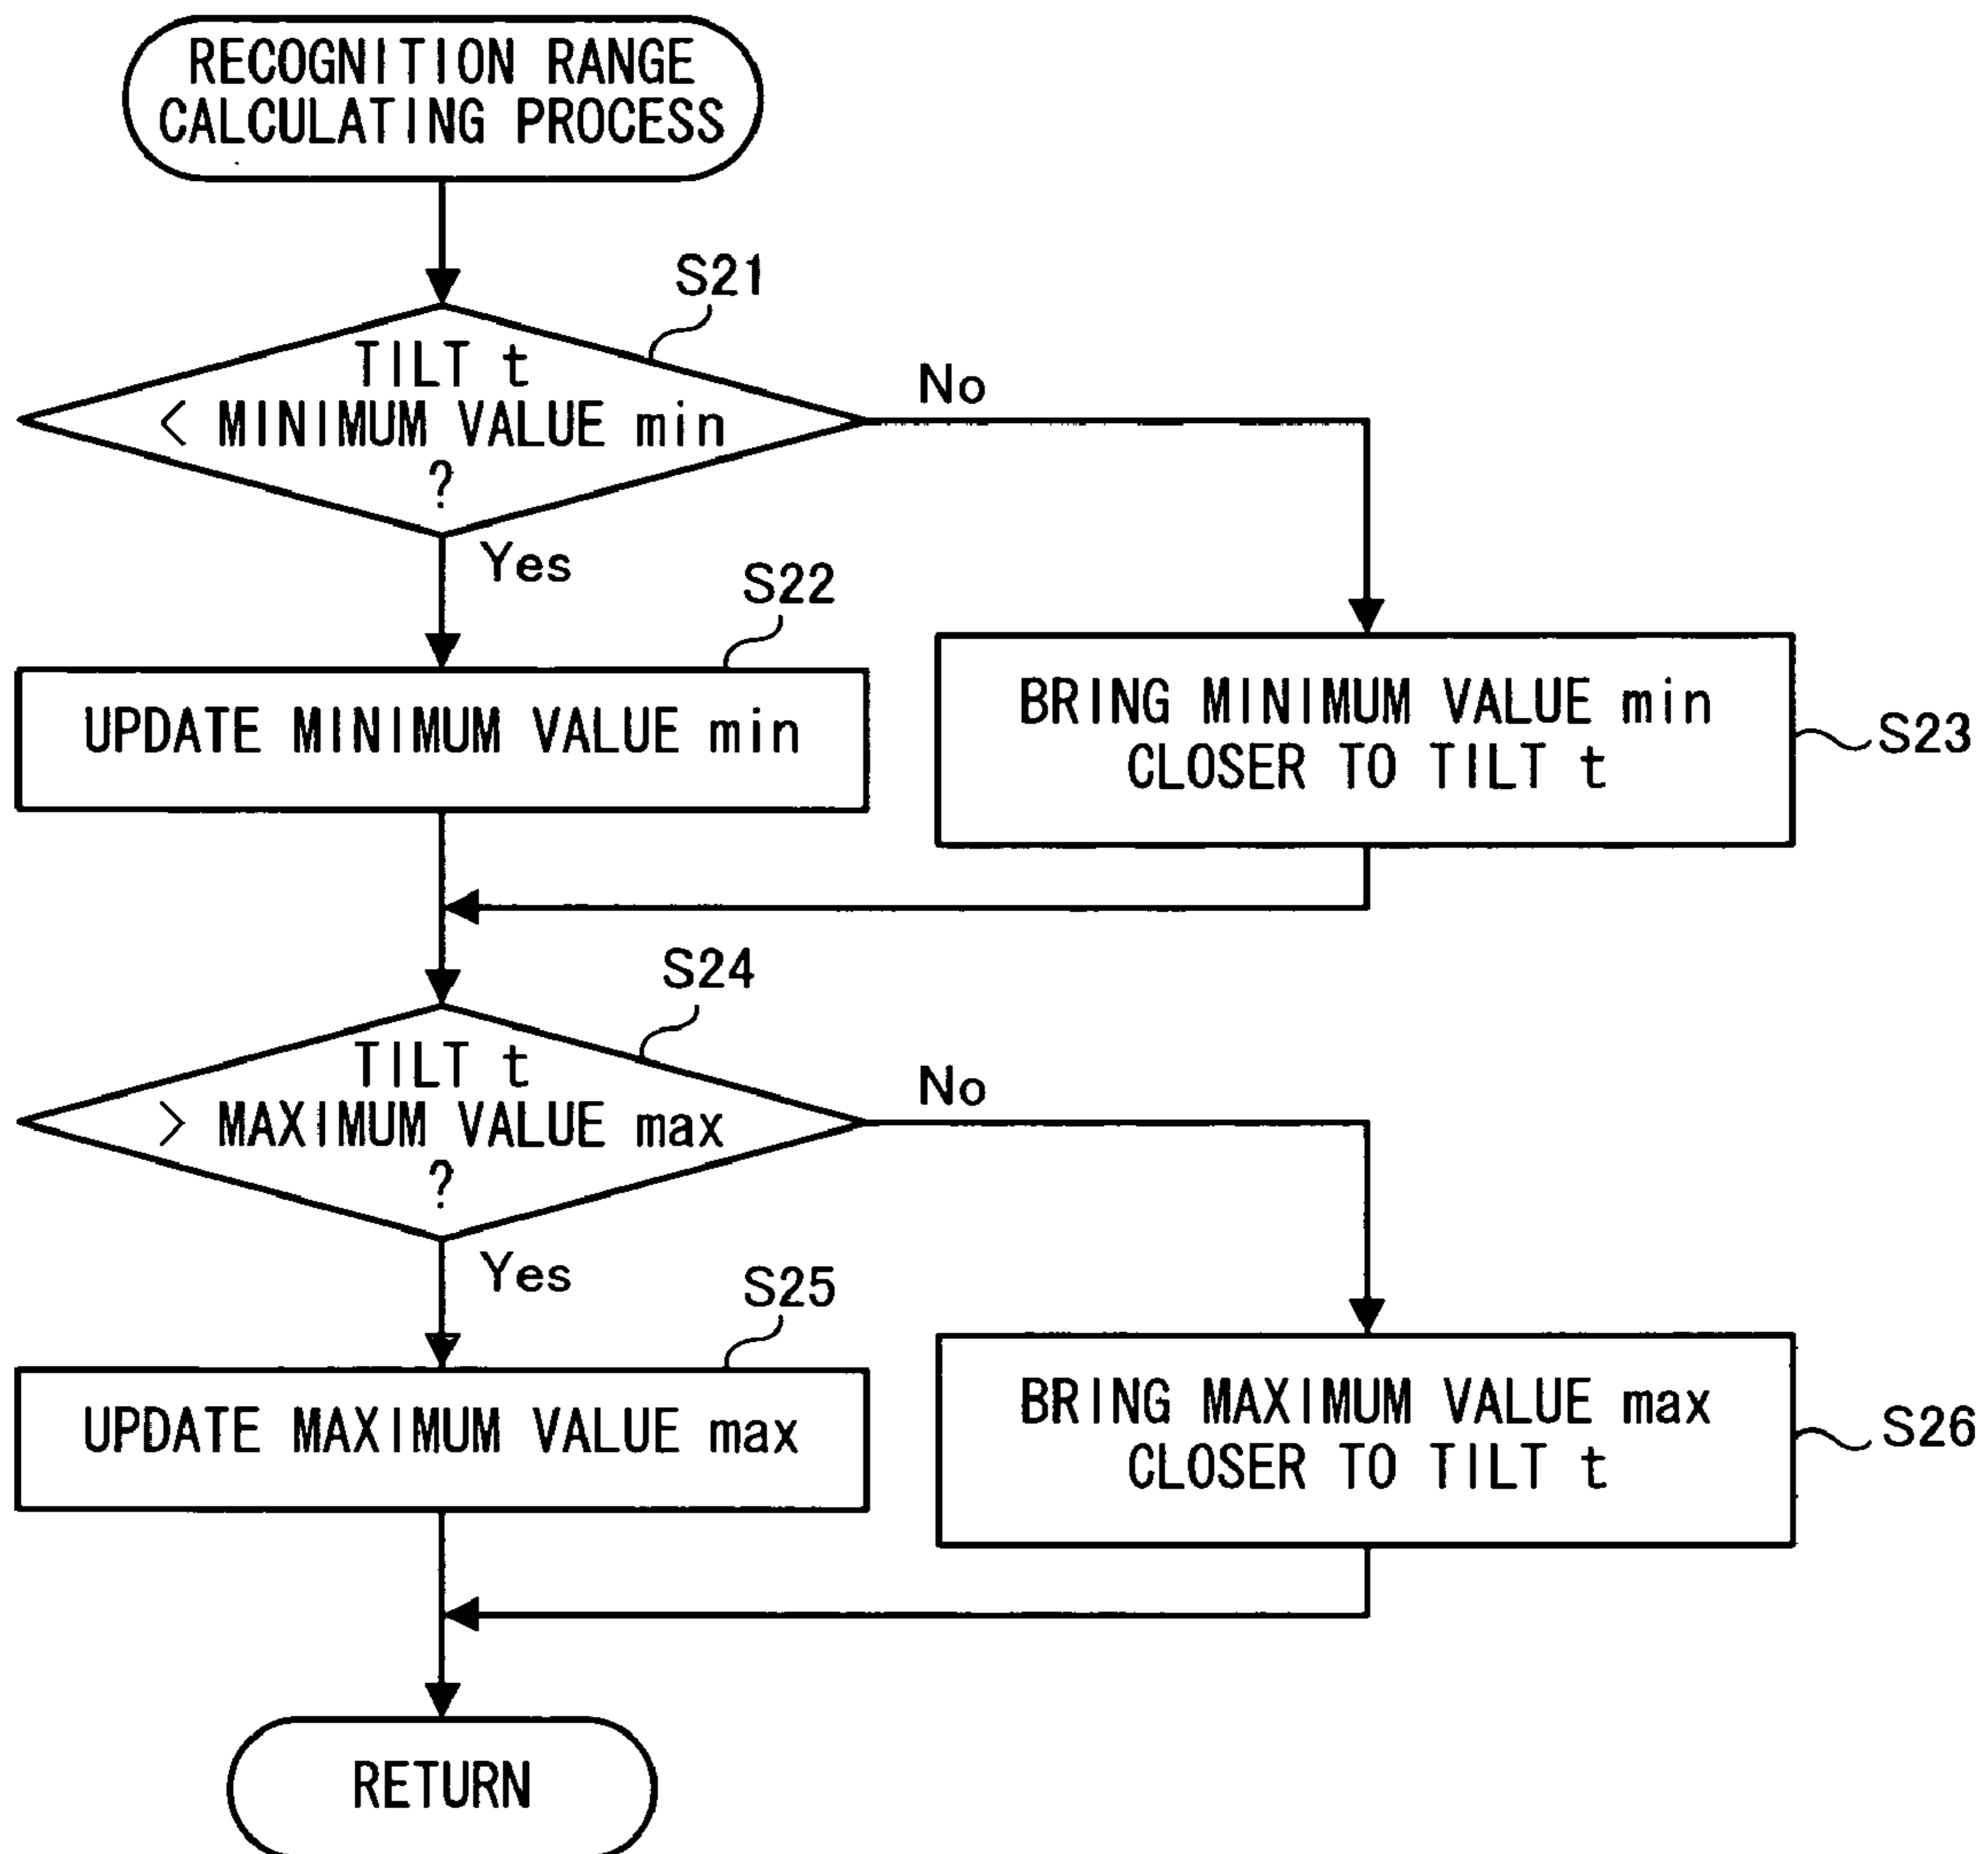 RECOGNITION RANGE
CALCULATING PROCESS
S21
TILT t
< MINIMUM VALUE min
?
No
Yes
S22
UPDATE MINIMUM VALUE min
BRING MINIMUM VALUE min
CLOSER TO TILT t
S23
S24
TILT t
> MAXIMUM VALUE max
?
No
Yes
S25
UPDATE MAXIMUM VALUE max
BRING MAXIMUM VALUE max
CLOSER TO TILT t
S26
RETURN